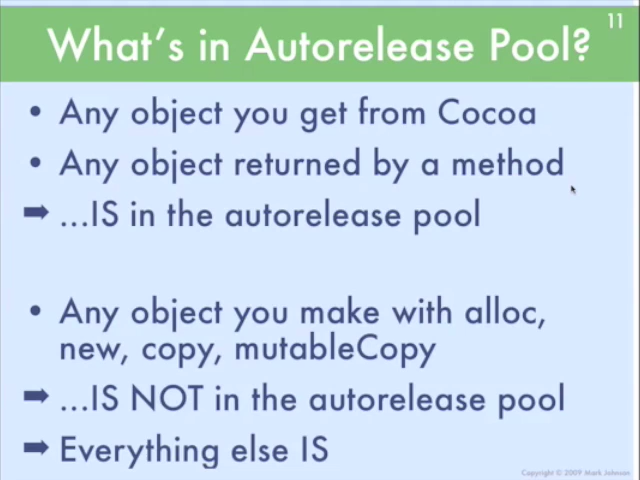 11
What's in Autorelease Pool?
• Any object you get from Cocoa
• Any object returned by a method
➡ ...IS in the autorelease pool
• Any object you make with alloc,
new, copy, mutableCopy
➡ ...IS NOT in the autorelease pool
➡ Everything else IS
Copyright © 2009 Mark Johnson